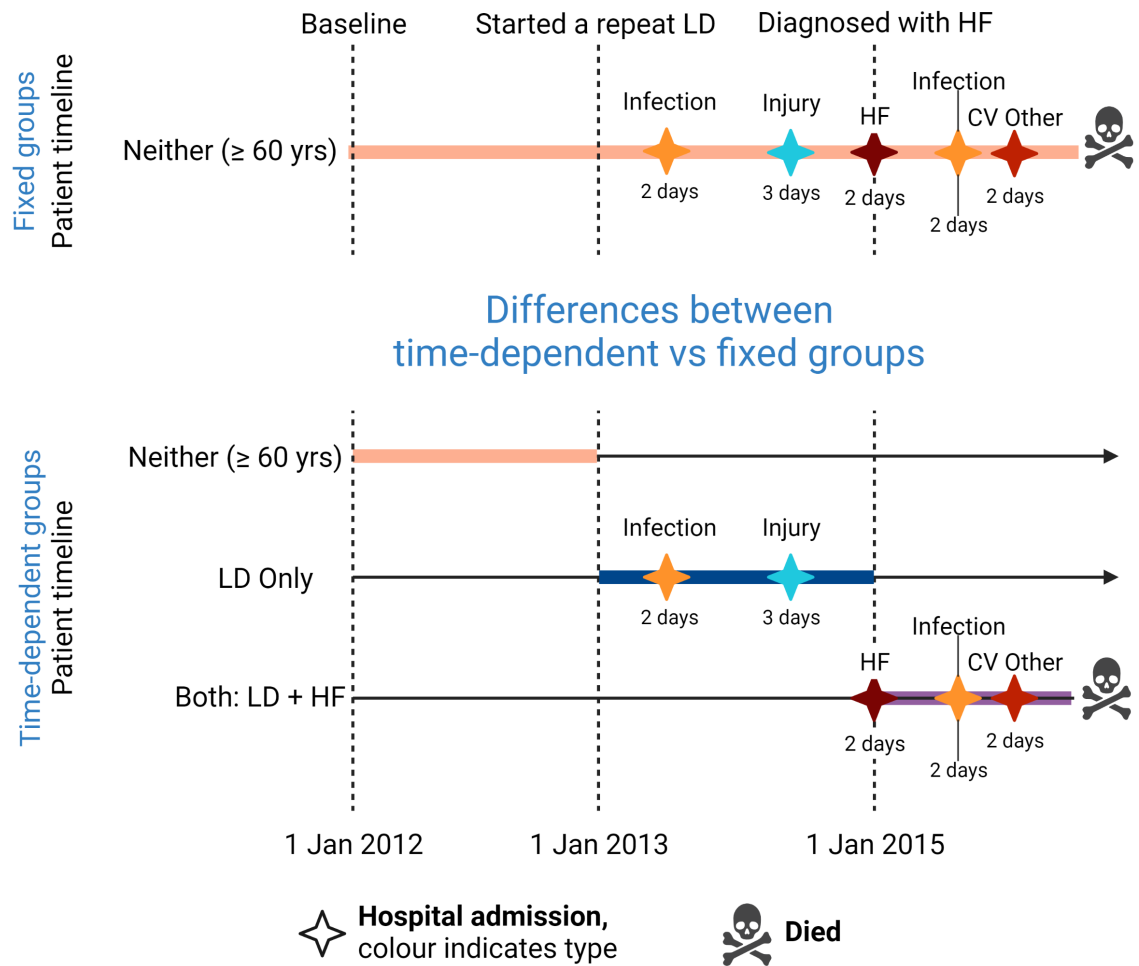 Baseline
Started a repeat LD
Diagnosed with HF
Fixed groups
Patient timeline
Neither (≥ 60 yrs)
Infection
2 days
Injury
3 days
HF
2 days
Infection
2 days
CV Other
2 days
Differences between
time-dependent vs fixed groups
Time-dependent groups
Patient timeline
Neither (≥ 60 yrs)
LD Only
Infection
2 days
Injury
3 days
Both: LD + HF
HF
2 days
Infection
2 days
CV Other
2 days
1 Jan 2012
1 Jan 2013
1 Jan 2015
Hospital admission,
colour indicates type
Died